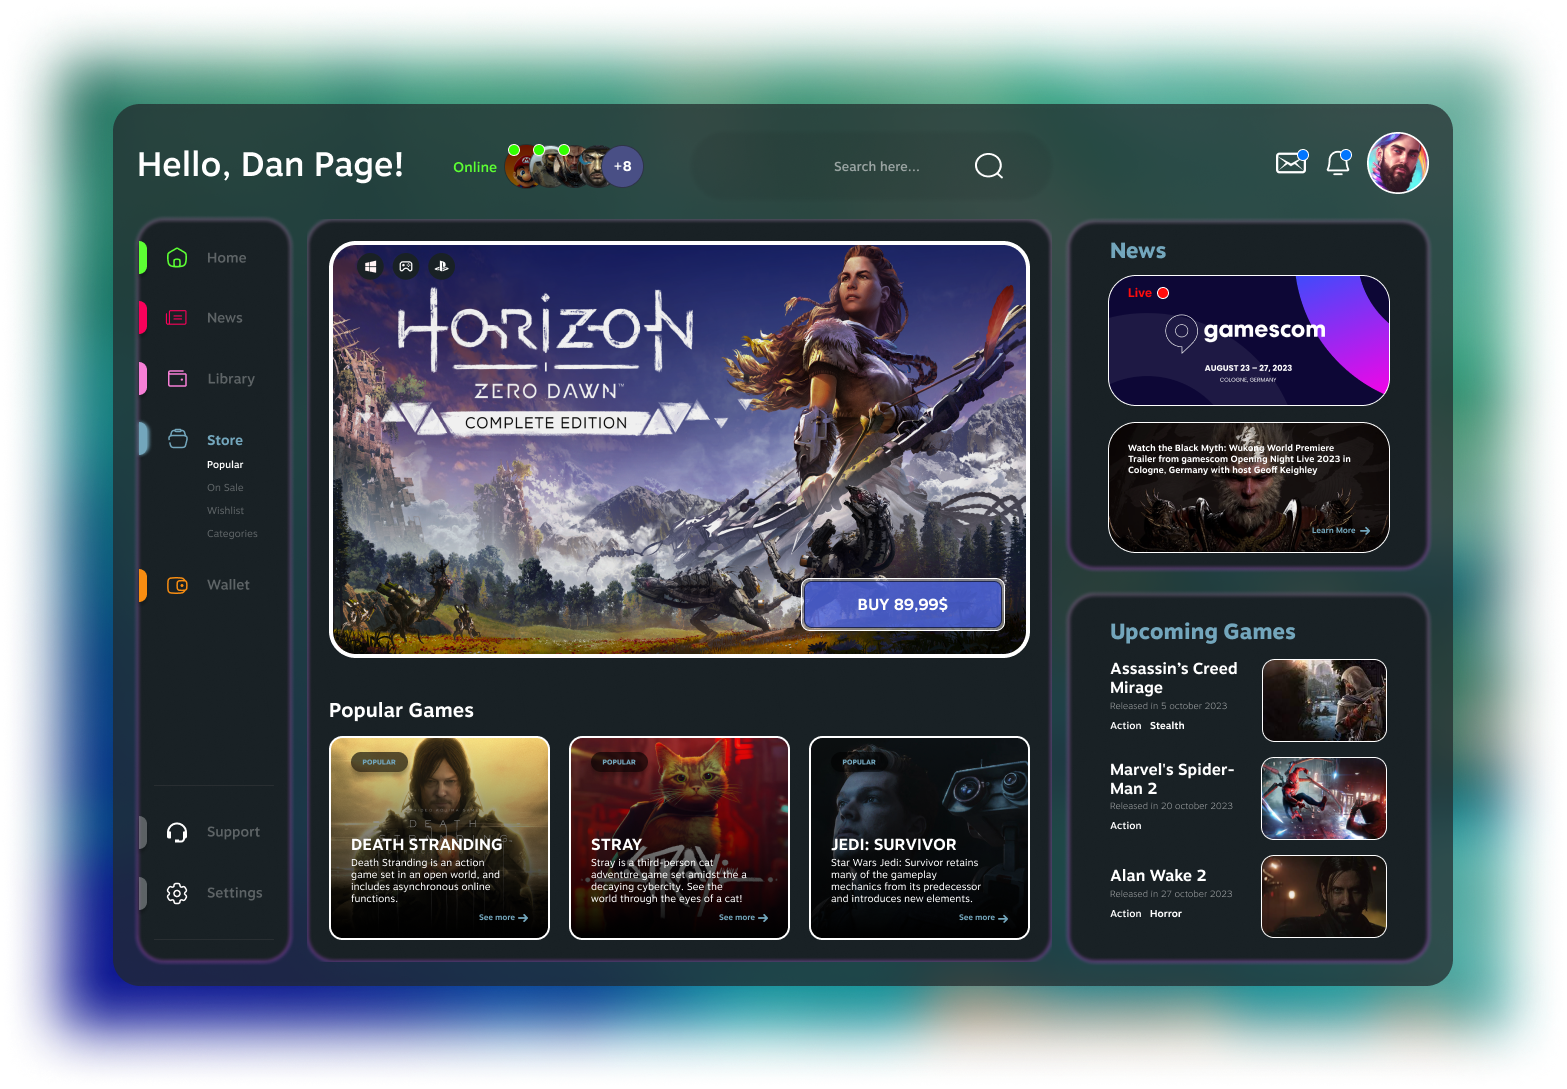 Hello, Dan Page!
Online
+8
Search here...
Home
News
Library
Store
Popular
On Sale
Wishlist
Categories
Wallet
Support
Settings
HORIZON
ZERO DAWN™
COMPLETE EDITION
BUY 89,99$
Popular Games
POPULAR
DEATH
DEATH STRANDING
Death Stranding is an action
game set in an open world, and
includes asynchronous online
functions.
See more
POPULAR
STRAY
Stray is a third-person cat
adventure game set amidst the a
decaying cybercity. See the
world through the eyes of a cat!
See more
POPULAR
JEDI: SURVIVOR
Star Wars Jedi: Survivor retains
many of the gameplay
mechanics from its predecessor
and introduces new elements.
See more
News
Live
gamescom
AUGUST 23 – 27, 2023
COLOGNE, GERMANY
Watch the Black Myth: Wukong World Premiere
Trailer from gamescom Opening Night Live 2023 in
Cologne, Germany with host Geoff Keighley
Learn More
Upcoming Games
Assassin's Creed
Mirage
Released in 5 october 2023
Action Stealth
Marvel's Spider-
Man 2
Released in 20 october 2023
Action
Alan Wake 2
Released in 27 october 2023
Action Horror